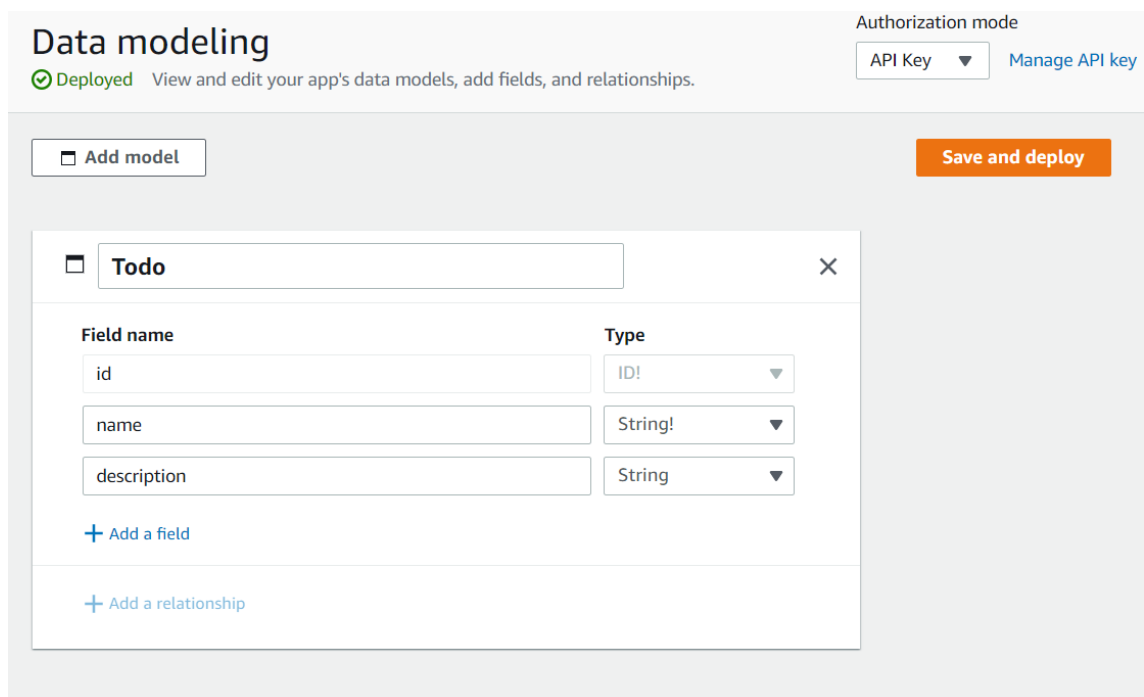 Data modeling
Authorization mode
Deployed View and edit your app's data models, add fields, and relationships.
API Key
Manage API key
Add model
Save and deploy
Todo
Field name Type
id ID!
name String!
description String
Add a field
Add a relationship